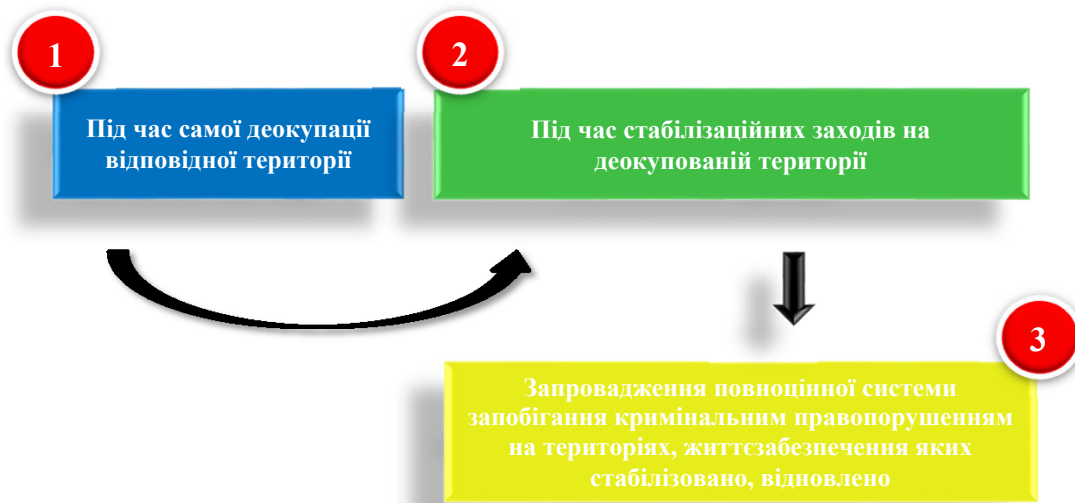 1
Під час самої деокупації
відповідної території
2
Під час стабілізаційних заходів на
деокупованій території
3
Запровадження повноцінної системи
запобігання кримінальним правопорушенням
на територіях, життєзабезпечення яких
стабілізовано, відновлено